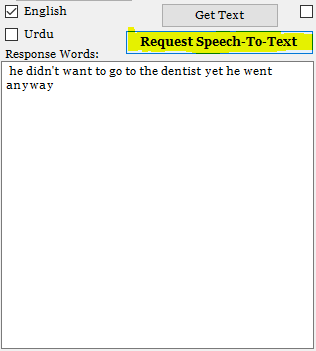 English
Get Text
Urdu
Request Speech-To-Text
Response Words:
he didn't want to go to the dentist yet he went
anyway